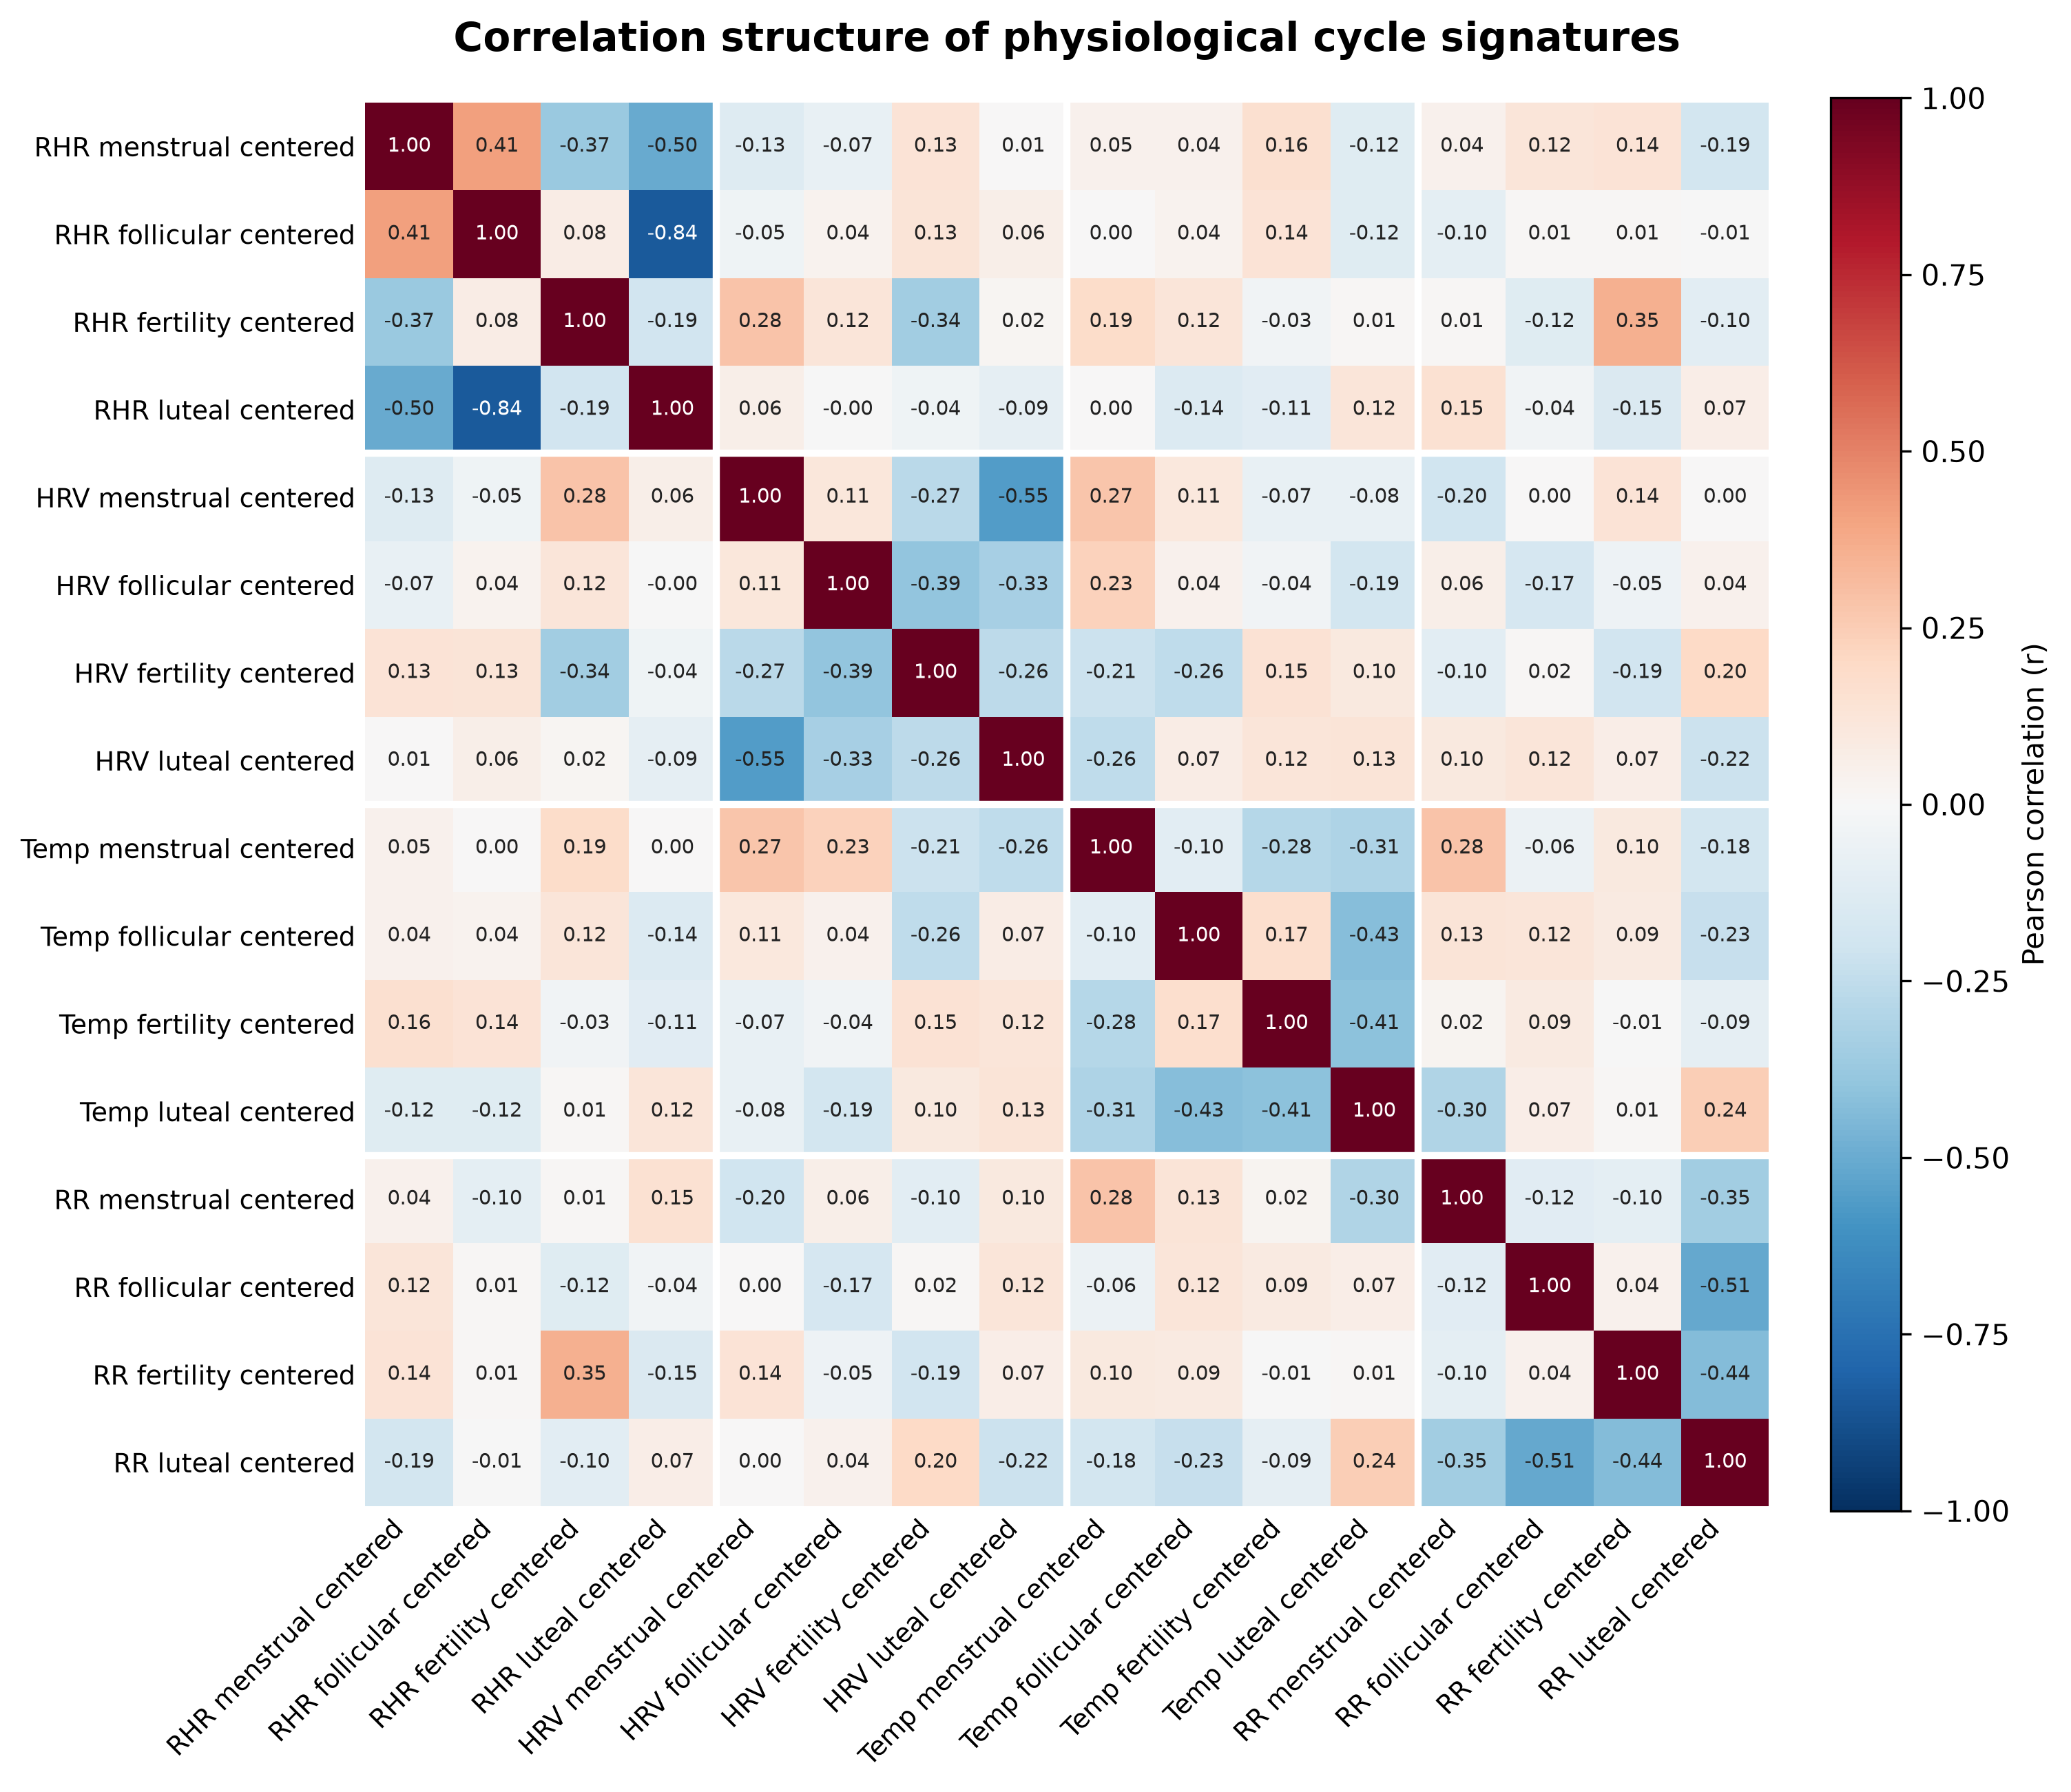 Correlation structure of physiological cycle signatures
RHR menstrual centered 1.00 0.41 -0.37 -0.50 -0.13 -0.07 0.13 0.01 0.05 0.04 0.16 -0.12 0.04 0.12 0.14 -0.19
RHR follicular centered 0.41 1.00 0.08 -0.84 -0.05 0.04 0.13 0.06 0.00 0.04 0.14 -0.12 -0.10 0.01 0.01 -0.01
RHR fertility centered -0.37 0.08 1.00 -0.19 0.28 0.12 -0.34 0.02 0.19 0.12 -0.03 0.01 0.01 -0.12 0.35 -0.10
RHR luteal centered -0.50 -0.84 -0.19 1.00 0.06 -0.00 -0.04 -0.09 0.00 -0.14 -0.11 0.12 0.15 -0.04 -0.15 0.07
HRV menstrual centered -0.13 -0.05 0.28 0.06 1.00 0.11 -0.27 -0.55 0.27 0.11 -0.07 -0.08 -0.20 0.00 0.14 0.00
HRV follicular centered -0.07 0.04 0.12 -0.00 0.11 1.00 -0.39 -0.33 0.23 0.04 -0.04 -0.19 0.06 -0.17 -0.05 0.04
HRV fertility centered 0.13 0.13 -0.34 -0.04 -0.27 -0.39 1.00 -0.26 -0.21 -0.26 0.15 0.10 -0.10 0.02 -0.19 0.20
HRV luteal centered 0.01 0.06 0.02 -0.09 -0.55 -0.33 -0.26 1.00 -0.26 0.07 0.12 0.13 0.10 0.12 0.07 -0.22
Temp menstrual centered 0.05 0.00 0.19 0.00 0.27 0.23 -0.21 -0.26 1.00 -0.10 -0.28 -0.31 0.28 -0.06 0.10 -0.18
Temp follicular centered 0.04 0.04 0.12 -0.14 0.11 0.04 -0.26 0.07 -0.10 1.00 0.17 -0.43 0.13 0.12 0.09 -0.23
Temp fertility centered 0.16 0.14 -0.03 -0.11 -0.07 -0.04 0.15 0.12 -0.28 0.17 1.00 -0.41 0.02 0.09 -0.01 -0.09
Temp luteal centered -0.12 -0.12 0.01 0.12 -0.08 -0.19 0.10 0.13 -0.31 -0.43 -0.41 1.00 -0.30 0.07 0.01 0.24
RR menstrual centered 0.04 -0.10 0.01 0.15 -0.20 0.06 -0.10 0.10 0.28 0.13 0.02 -0.30 1.00 -0.12 -0.10 -0.35
RR follicular centered 0.12 0.01 -0.12 -0.04 0.00 -0.17 0.02 0.12 -0.06 0.12 0.09 0.07 -0.12 1.00 0.04 -0.51
RR fertility centered 0.14 0.01 0.35 -0.15 0.14 -0.05 -0.19 0.07 0.10 0.09 -0.01 0.01 -0.10 0.04 1.00 -0.44
RR luteal centered -0.19 -0.01 -0.10 0.07 0.00 0.04 0.20 -0.22 -0.18 -0.23 -0.09 0.24 -0.35 -0.51 -0.44 1.00
RHR menstrual centered
RHR follicular centered
RHR fertility centered
RHR luteal centered
HRV menstrual centered
HRV follicular centered
HRV fertility centered
HRV luteal centered
Temp menstrual centered
Temp follicular centered
Temp fertility centered
Temp luteal centered
RR menstrual centered
RR follicular centered
RR fertility centered
RR luteal centered
1.00
0.75
0.50
0.25
0.00
−0.25
−0.50
−0.75
−1.00
Pearson correlation (r)